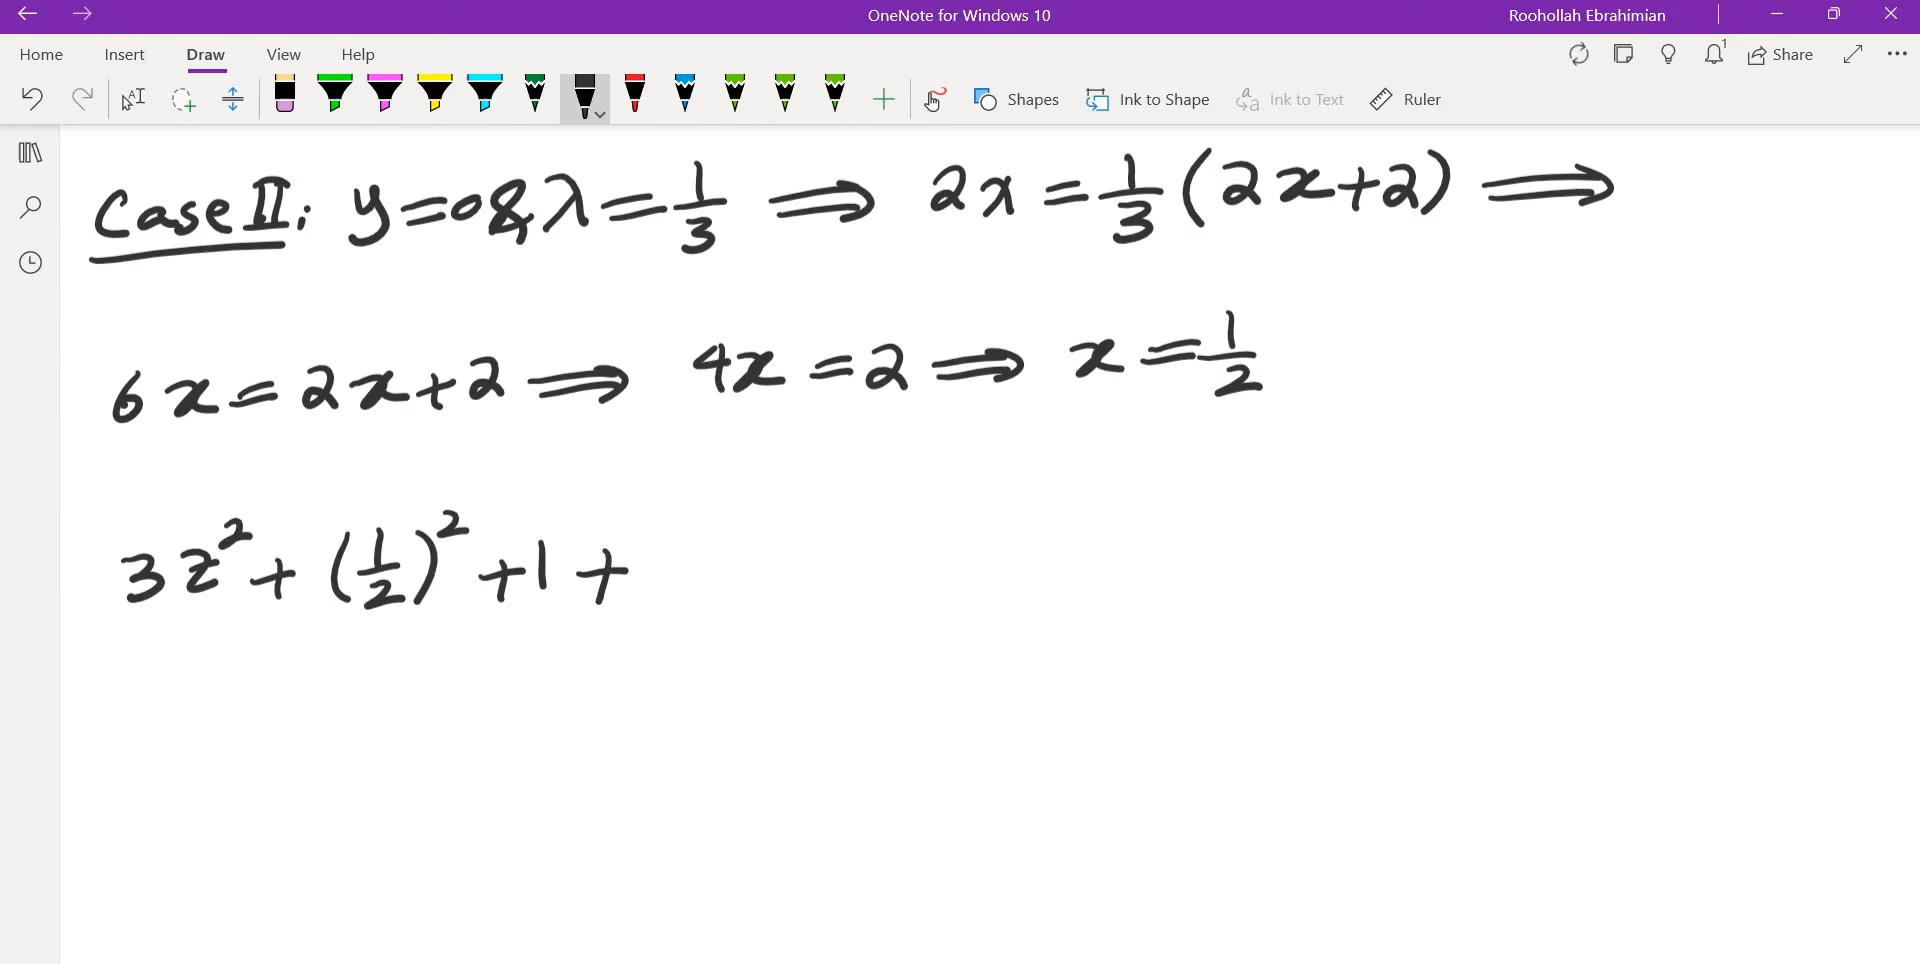 OneNote for Windows 10 Roohollah Ebrahimian
Home Insert Draw View Help 1 Share
Shapes Ink to Shape Ink to Text Ruler
Case II: y=0 & λ=1/3 ⟹ 2x=1/3(2x+2) ⟹
6x=2x+2 ⟹ 4x=2 ⟹ x=1/2
3z²+(1/2)²+1+